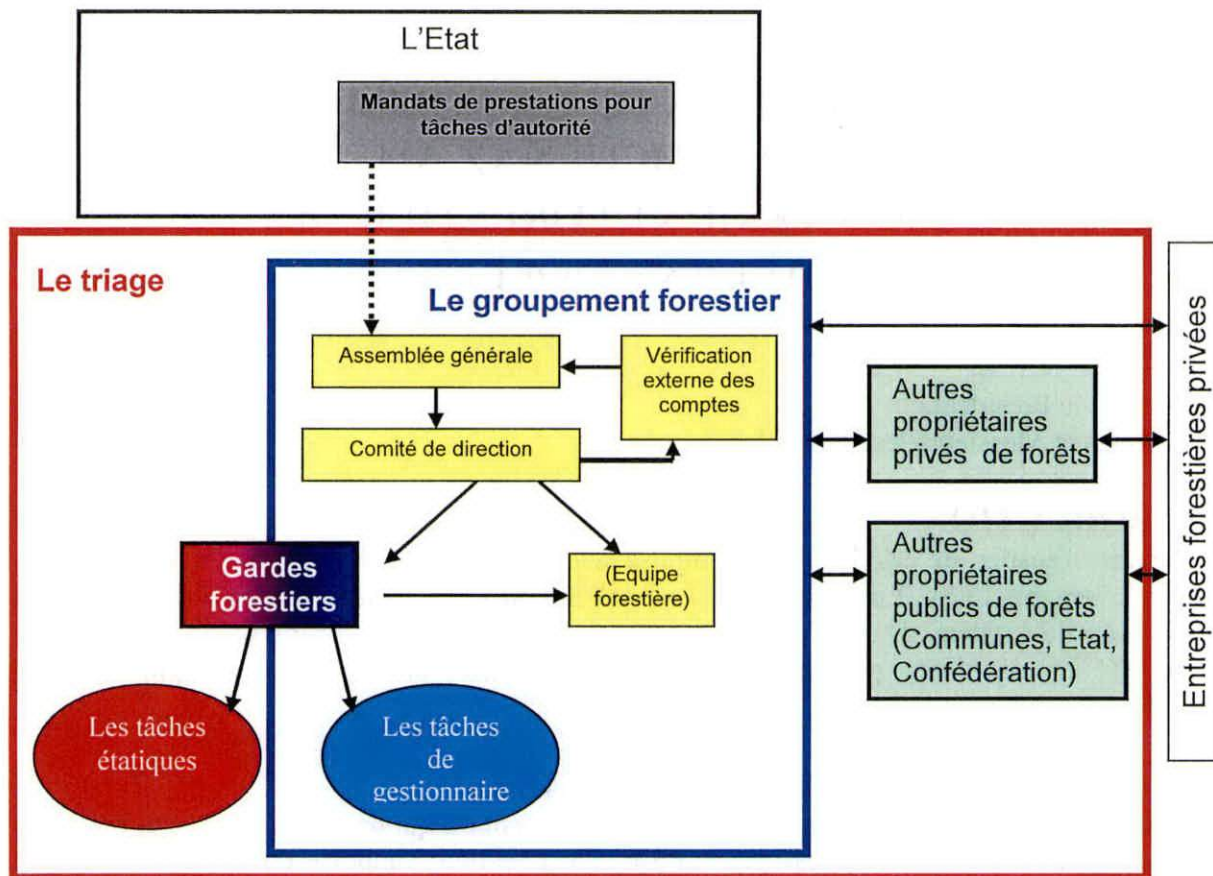 L'Etat
Mandats de prestations pour
tâches d'autorité
Le triage
Le groupement forestier
Assemblée générale
Vérification
externe des
comptes
Comité de direction
Gardes
forestiers
(Equipe
forestière)
Les tâches
étatiques
Les tâches
de
gestionnaire
Autres
propriétaires
privés de forêts
Autres
propriétaires
publics de forêts
(Communes, Etat,
Confédération)
Entreprises forestières privées